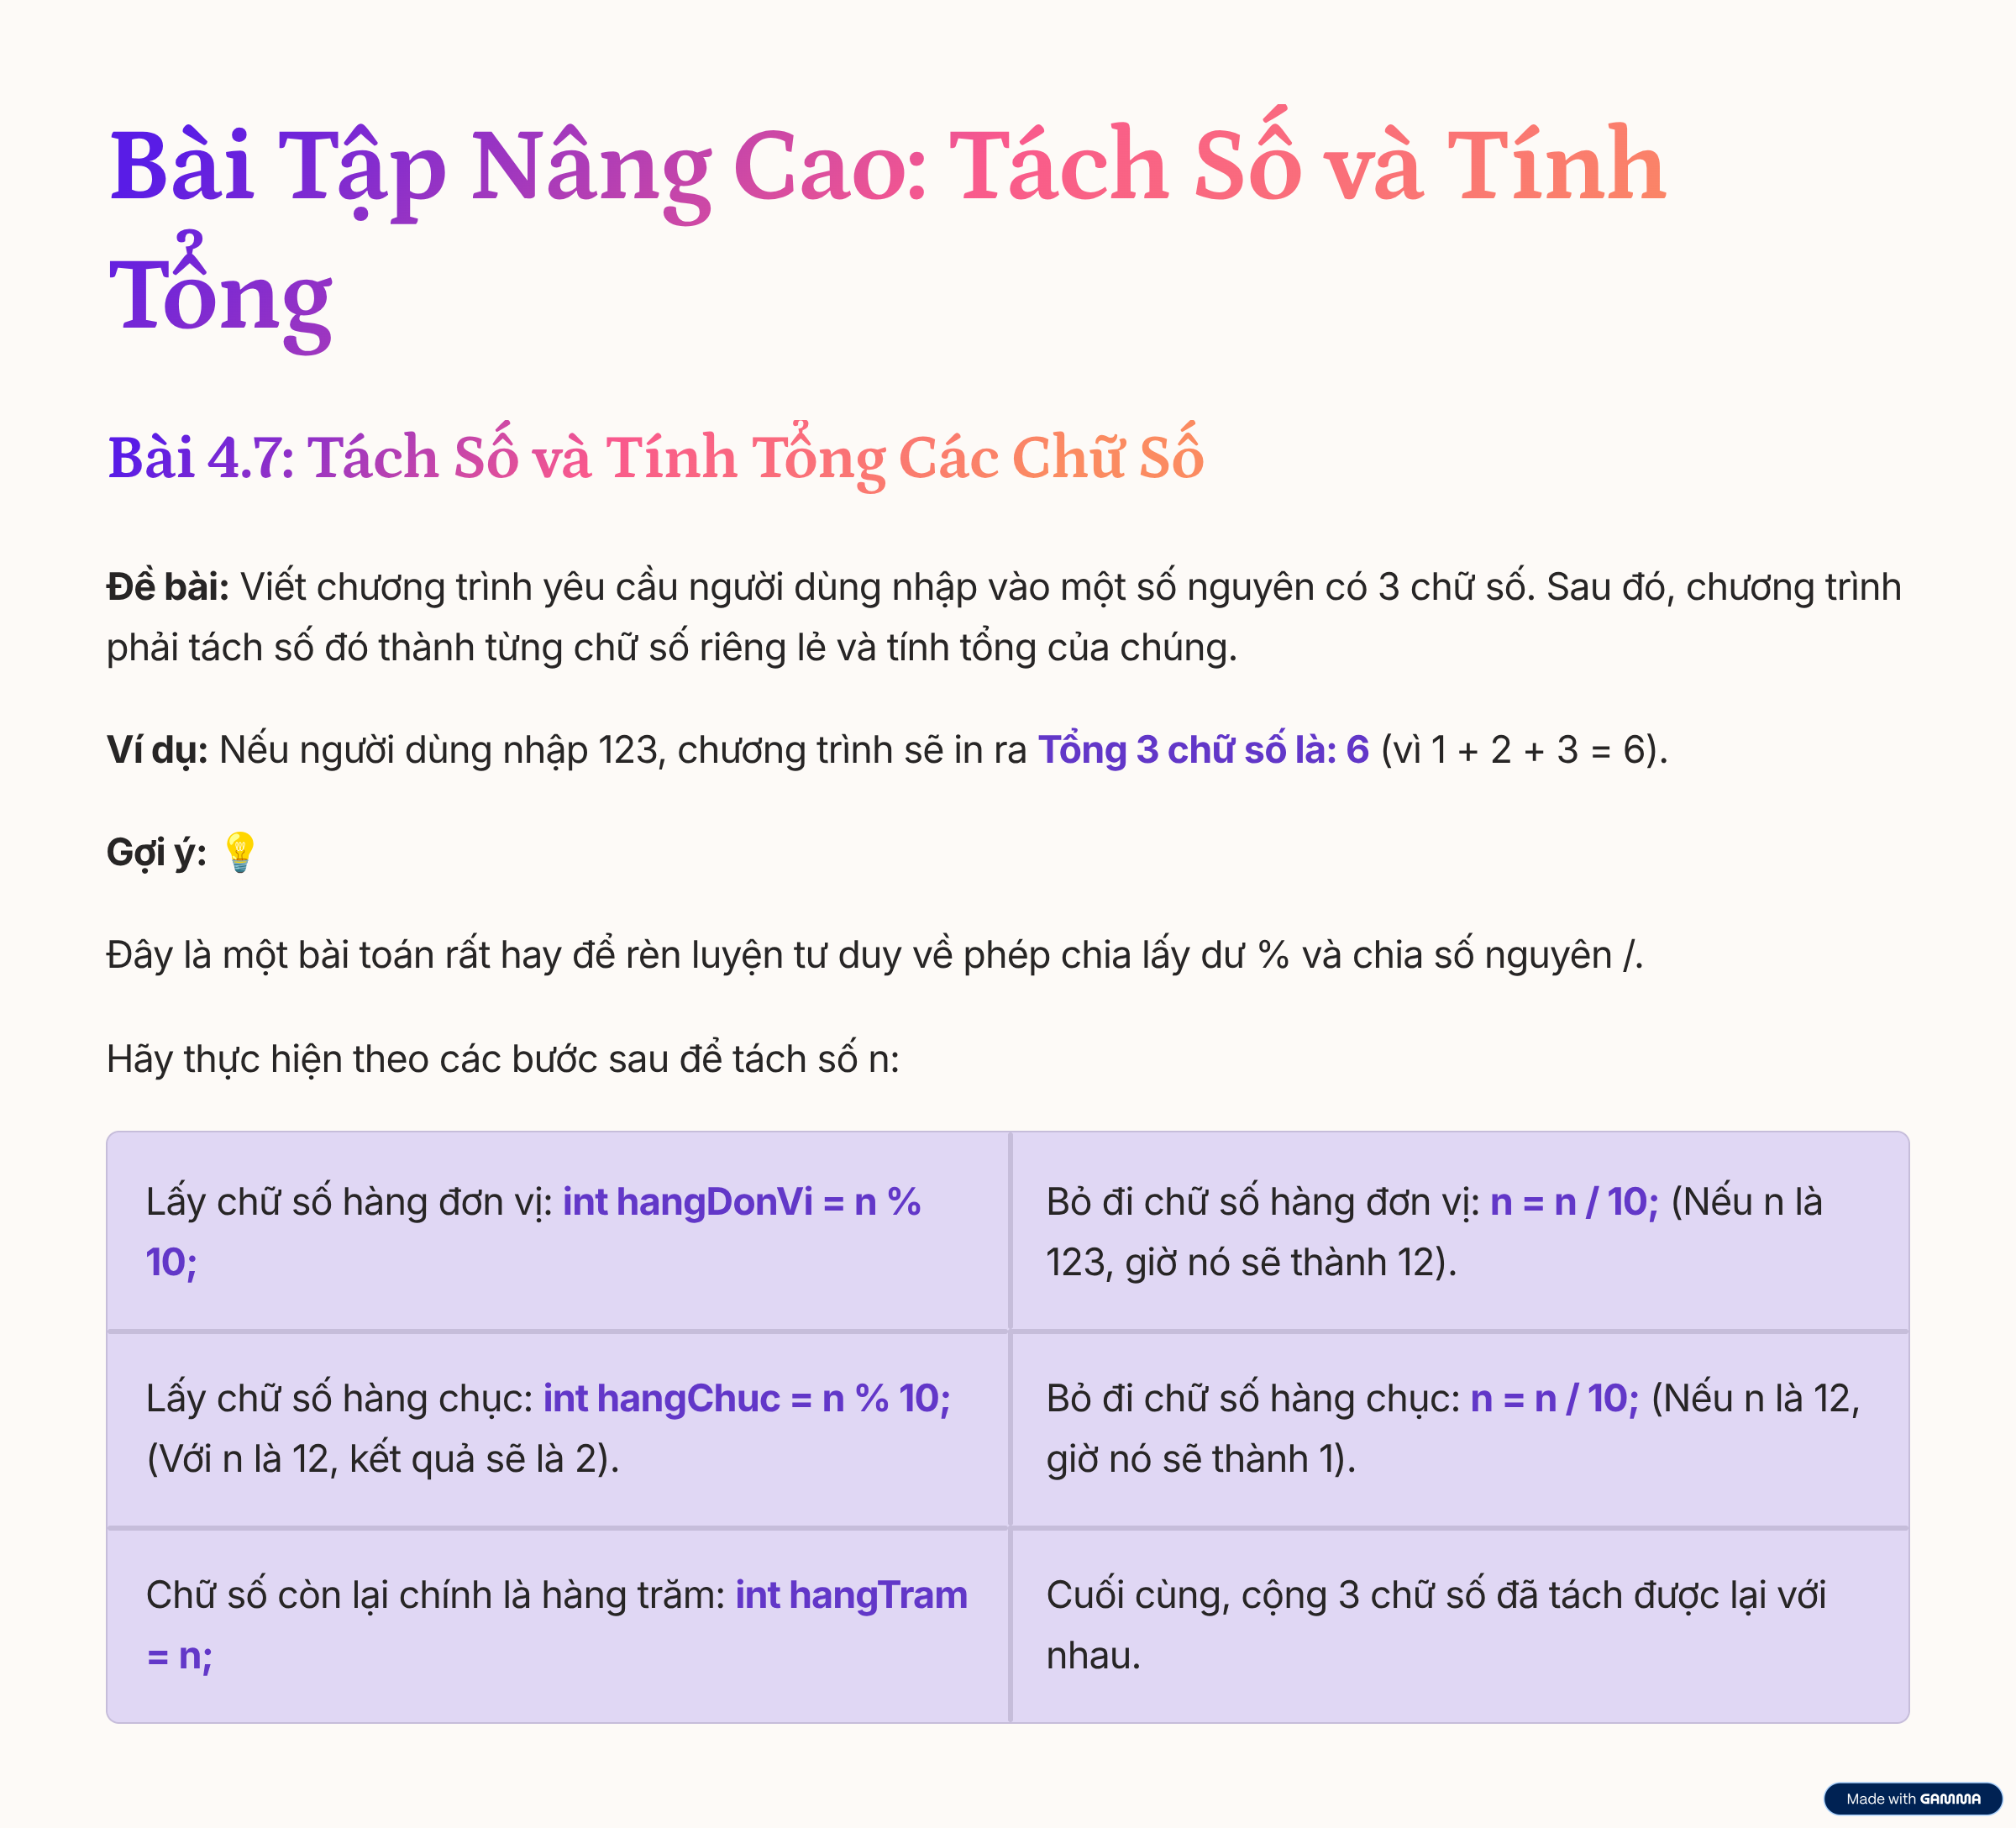 Bài Tập Nâng Cao: Tách Số và Tính
Tổng
Bài 4.7: Tách Số và Tính Tổng Các Chữ Số
Đề bài: Viết chương trình yêu cầu người dùng nhập vào một số nguyên có 3 chữ số. Sau đó, chương trình
phải tách số đó thành từng chữ số riêng lẻ và tính tổng của chúng.
Ví dụ: Nếu người dùng nhập 123, chương trình sẽ in ra Tổng 3 chữ số là: 6 (vì 1 + 2 + 3 = 6).
Gợi ý: 💡
Đây là một bài toán rất hay để rèn luyện tư duy về phép chia lấy dư % và chia số nguyên /.
Hãy thực hiện theo các bước sau để tách số n:
Lấy chữ số hàng đơn vị: int hangDonVi = n %
10;
Bỏ đi chữ số hàng đơn vị: n = n / 10; (Nếu n là
123, giờ nó sẽ thành 12).
Lấy chữ số hàng chục: int hangChuc = n % 10;
(Với n là 12, kết quả sẽ là 2).
Bỏ đi chữ số hàng chục: n = n / 10; (Nếu n là 12,
giờ nó sẽ thành 1).
Chữ số còn lại chính là hàng trăm: int hangTram
= n;
Cuối cùng, cộng 3 chữ số đã tách được lại với
nhau.
Made with GAMMA